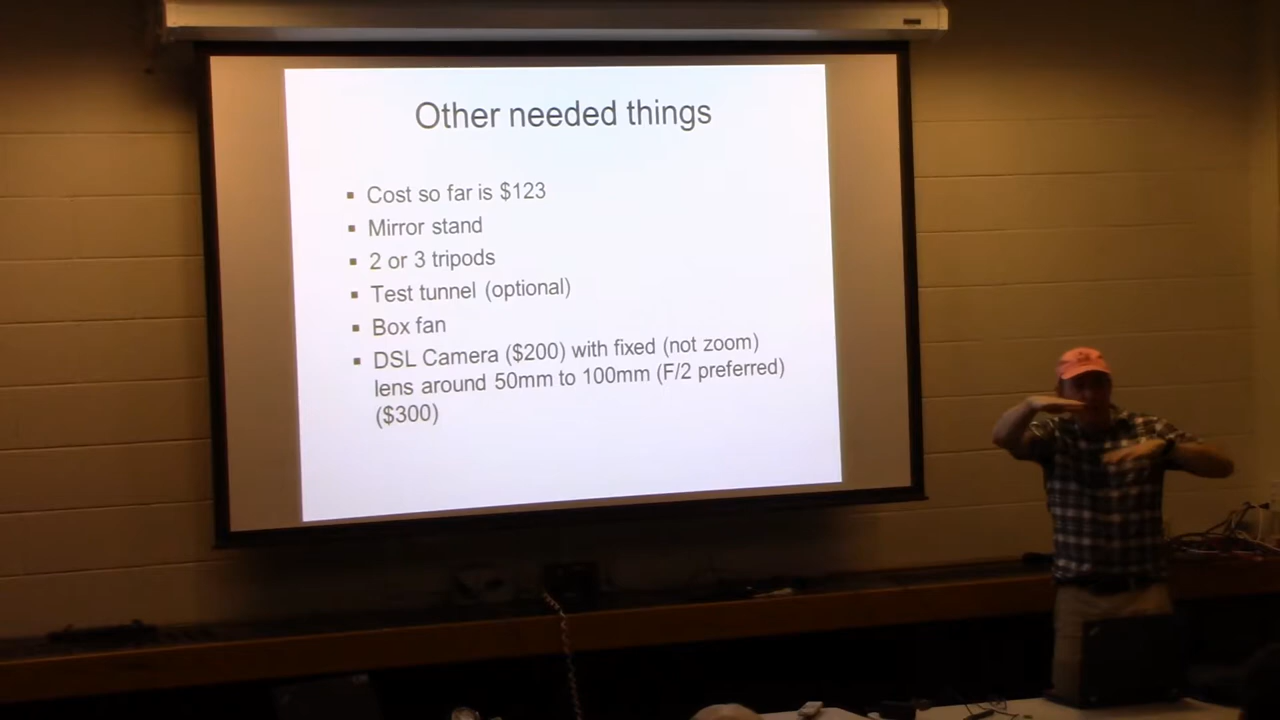 Other needed things
▪ Cost so far is $123
▪ Mirror stand
▪ 2 or 3 tripods
▪ Test tunnel (optional)
▪ Box fan
▪ DSL Camera ($200) with fixed (not zoom)
lens around 50mm to 100mm (F/2 preferred)
($300)